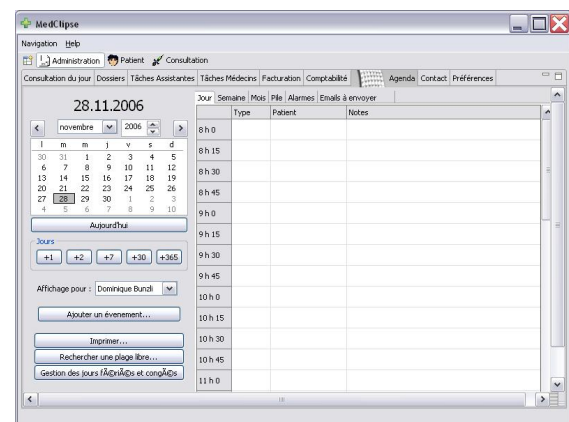 MedClipse
Navigation Help
Administration Patient Consultation
Consultation du jour Dossiers Tâches Assistantes Tâches Médecins Facturation Comptabilité Agenda Contact Préférences
28.11.2006
novembre 2006
l m m j v s d
30 31 1 2 3 4 5
6 7 8 9 10 11 12
13 14 15 16 17 18 19
20 21 22 23 24 25 26
27 28 29 30 1 2 3
4 5 6 7 8 9 10
Aujourd'hui
Jours
+1 +2 +7 +30 +365
Affichage pour : Dominique Bunzli
Ajouter un évenement...
Imprimer...
Rechercher une plage libre...
Gestion des jours fÃ©riÃ©s et congÃ©s
Jour Semaine Mois Pile Alarmes Emails à envoyer
Type Patient Notes
8 h 0
8 h 15
8 h 30
8 h 45
9 h 0
9 h 15
9 h 30
9 h 45
10 h 0
10 h 15
10 h 30
10 h 45
11 h 0